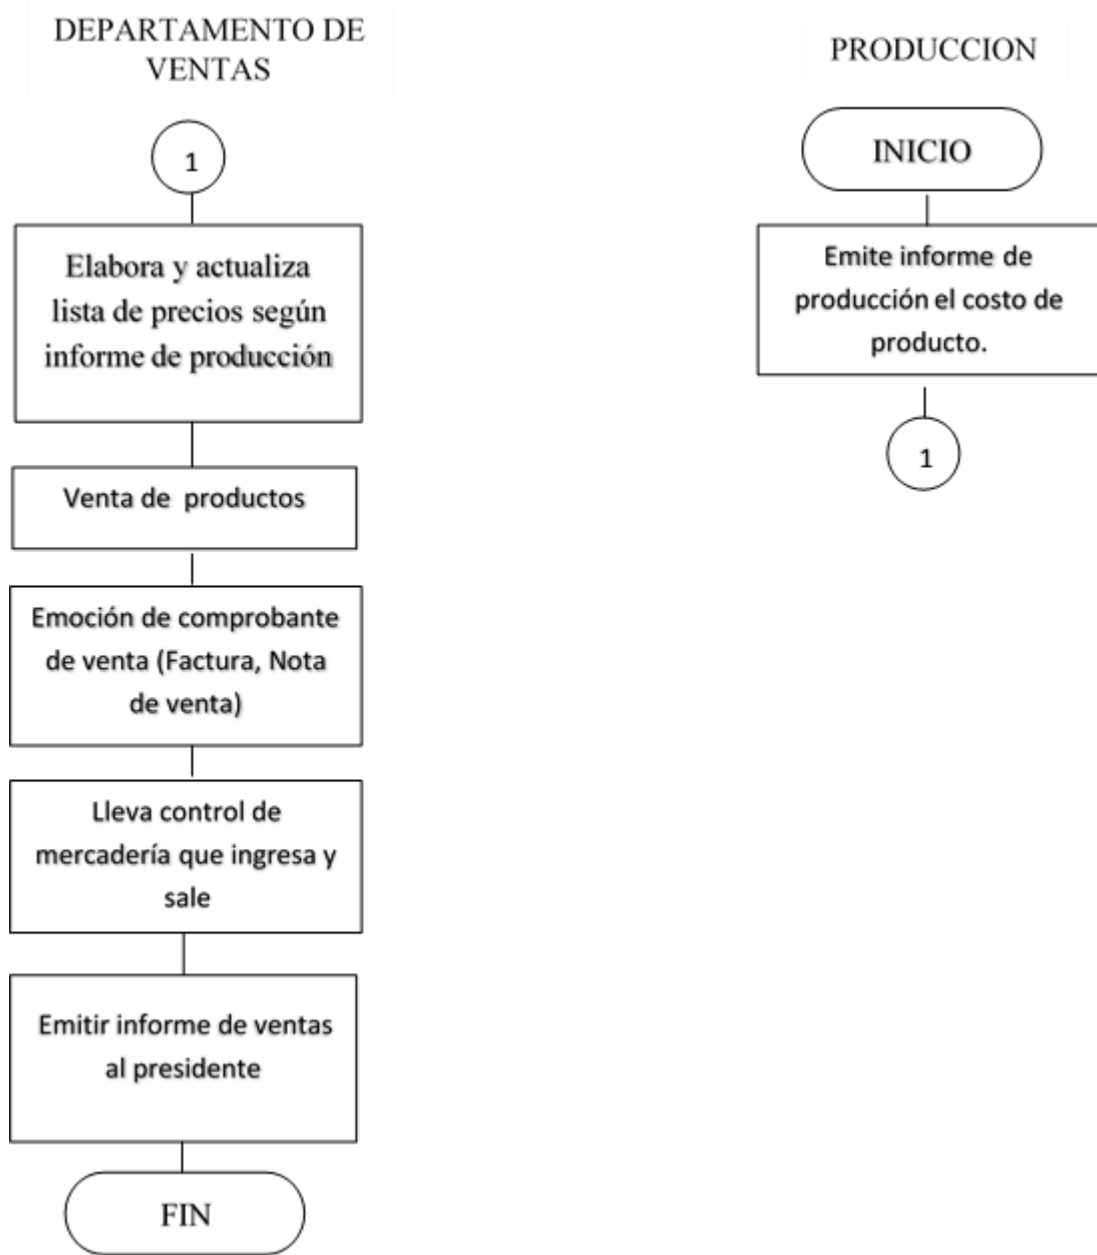 DEPARTAMENTO DE
VENTAS
1
Elabora y actualiza
lista de precios según
informe de producción
Venta de productos
Emoción de comprobante
de venta (Factura, Nota
de venta)
Lleva control de
mercadería que ingresa y
sale
Emitir informe de ventas
al presidente
FIN
PRODUCCION
INICIO
Emite informe de
producción el costo de
producto.
1